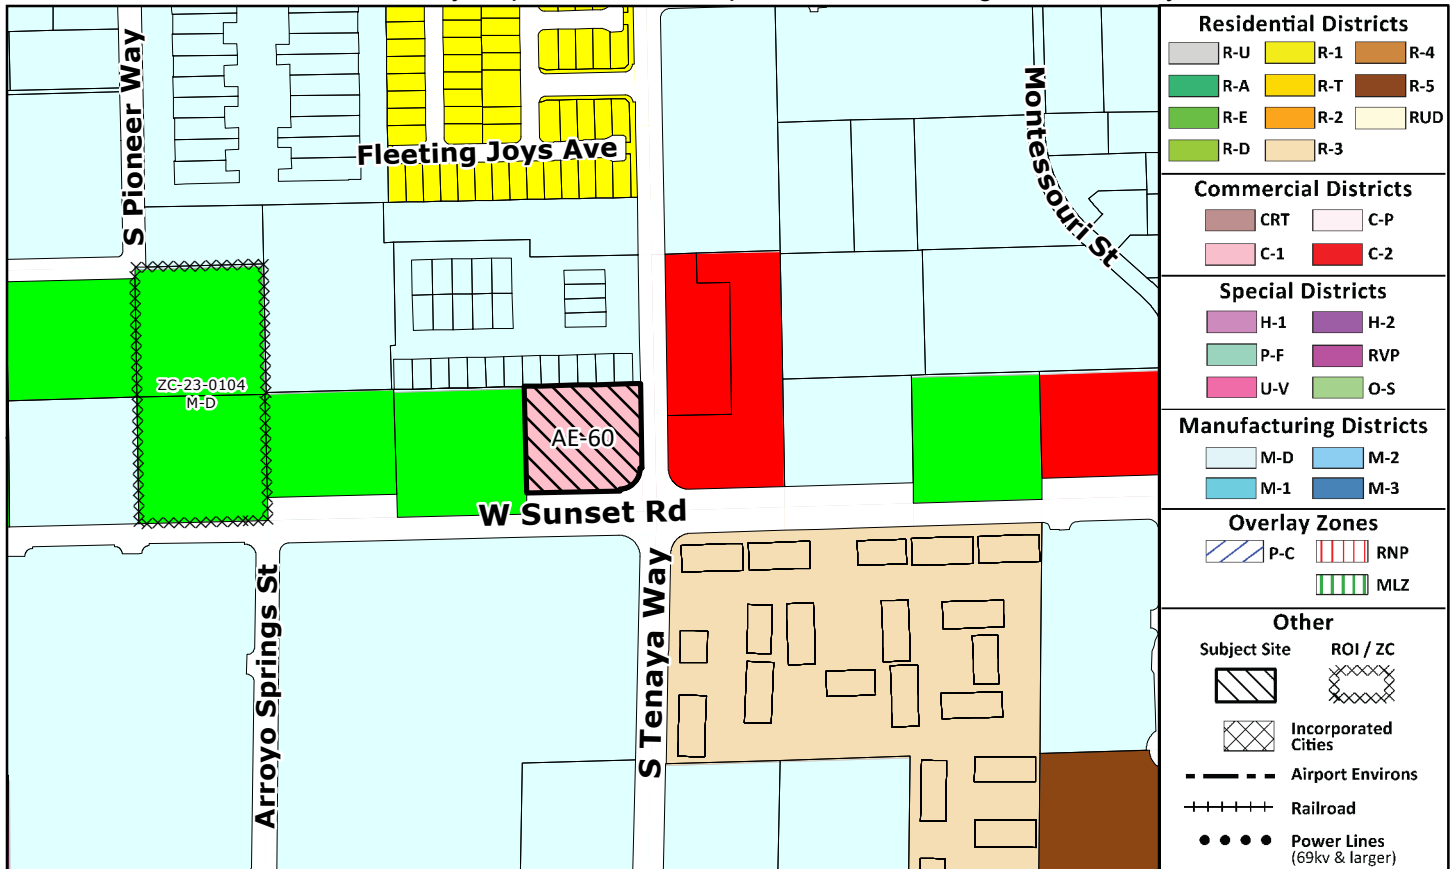 S Pioneer Way
Fleeting Joys Ave
Montessouri St
ZC-23-0104
M-D
AE-60
W Sunset Rd
Arroyo Springs St
S Tenaya Way
Residential Districts
R-U
R-1
R-4
R-A
R-T
R-5
R-E
R-2
RUD
R-D
R-3
Commercial Districts
CRT
C-P
C-1
C-2
Special Districts
H-1
H-2
P-F
RVP
U-V
O-S
Manufacturing Districts
M-D
M-2
M-1
M-3
Overlay Zones
P-C
RNP
MLZ
Other
Subject Site
ROI / ZC
Incorporated
Cities
Airport Environs
Railroad
Power Lines
(69kv & larger)